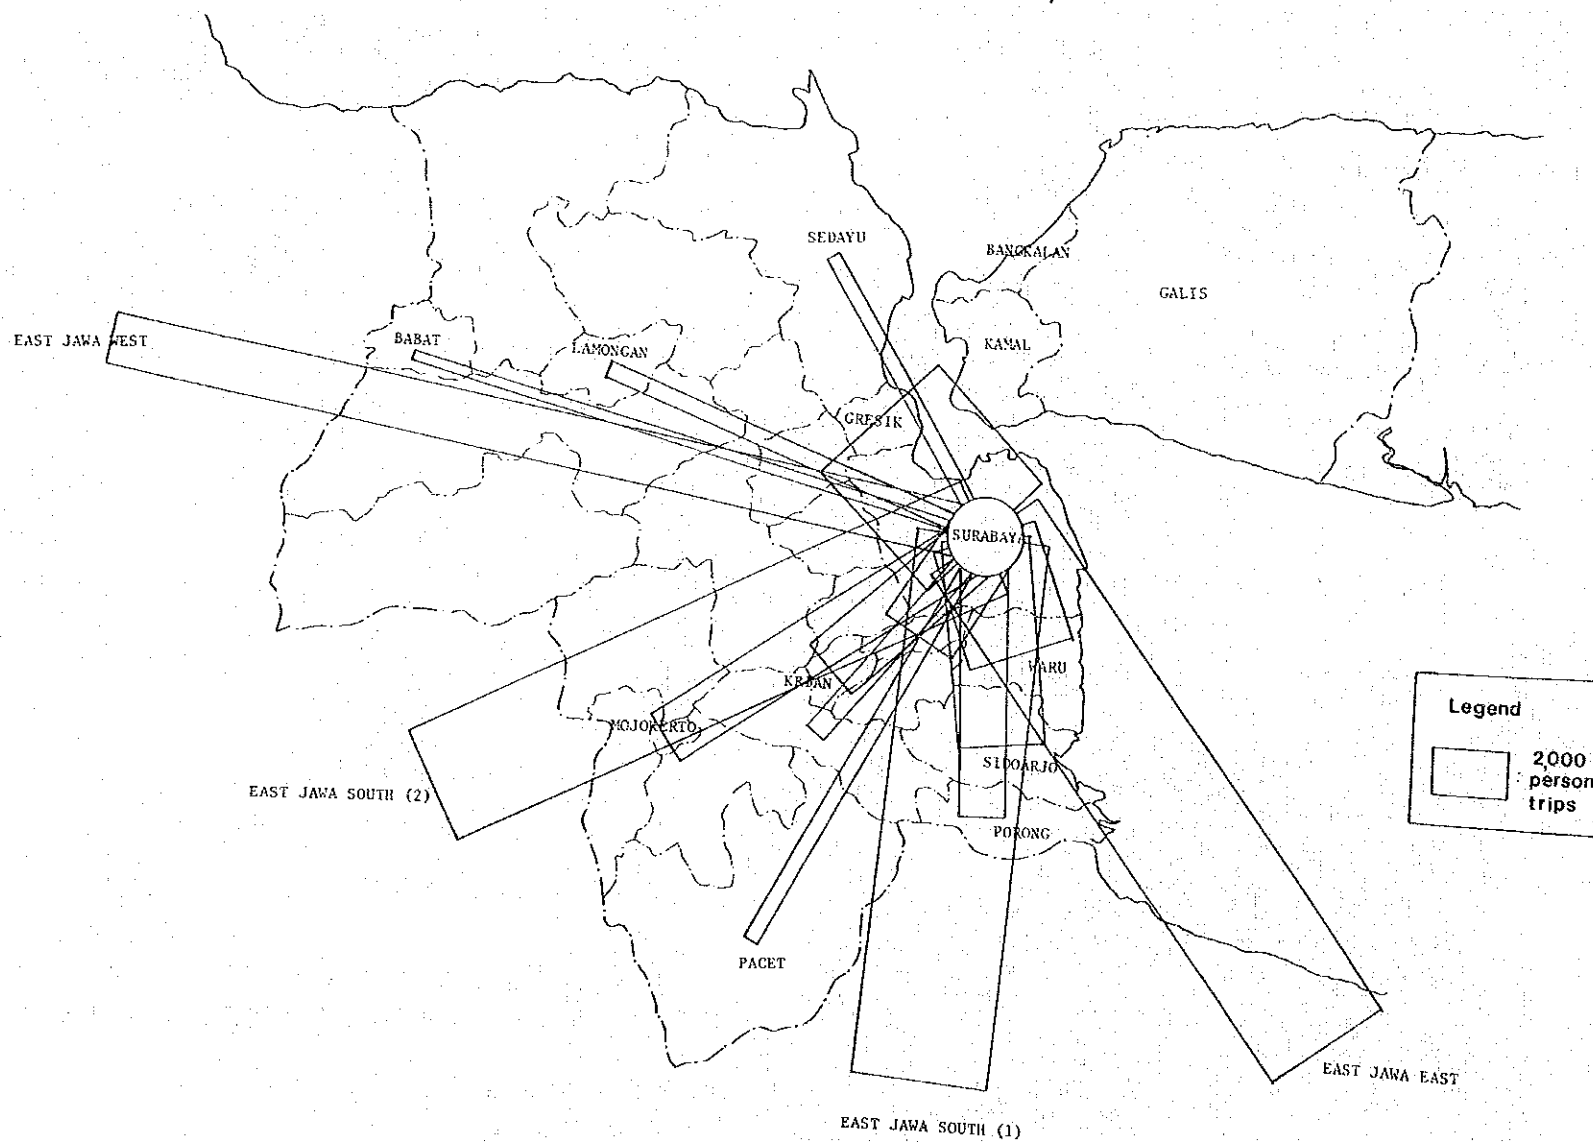 SEDAYU
BANGKALAN
GALIS
EAST JAWA WEST
BABAT
LAMONGAN
KAMAL
GRESIK
SURABAYA
WARU
KRIAN
MOJOKERTO
SIDOARJO
EAST JAWA SOUTH (2)
PORONG
PACET
EAST JAWA EAST
EAST JAWA SOUTH (1)
Legend
2,000
person
trips